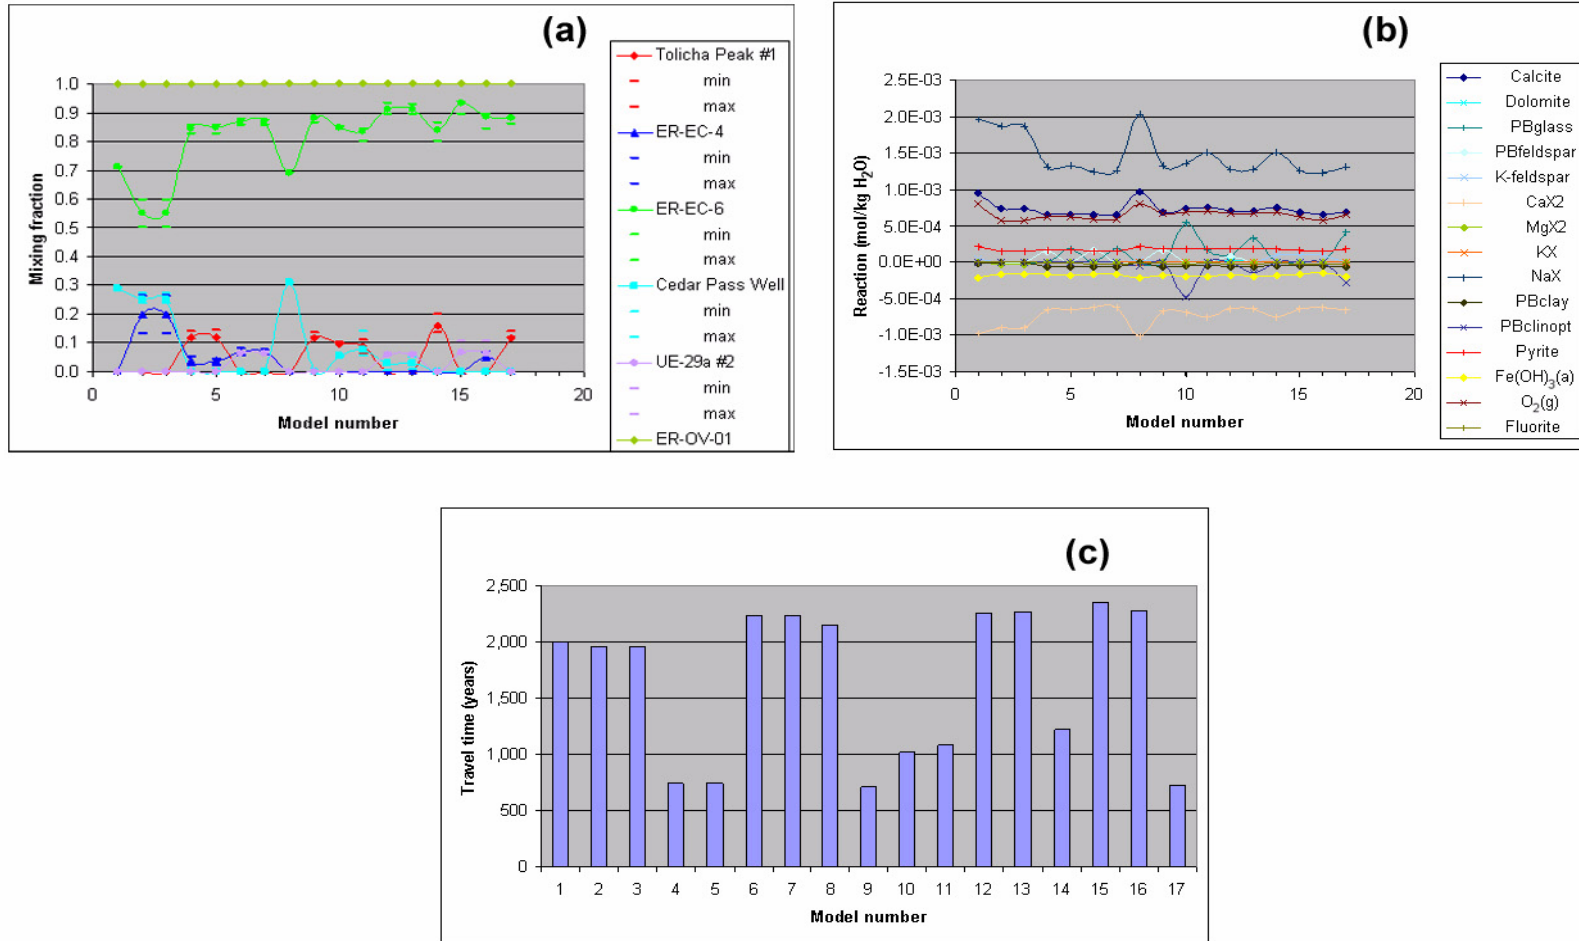 (a)
Mixing fraction
1.0
0.9
0.8
0.7
0.6
0.5
0.4
0.3
0.2
0.1
0.0
0 5 10 15 20
Model number
Tolicha Peak #1
min
max
ER-EC-4
min
max
ER-EC-6
min
max
Cedar Pass Well
min
max
UE-29a #2
min
max
ER-OV-01
(b)
Reaction (mol/kg H₂O)
2.5E-03
2.0E-03
1.5E-03
1.0E-03
5.0E-04
0.0E+00
-5.0E-04
-1.0E-03
-1.5E-03
0 5 10 15 20
Model number
Calcite
Dolomite
PBglass
PBfeldspar
K-feldspar
CaX2
MgX2
KX
NaX
PBclay
PBclinopt
Pyrite
Fe(OH)₃(a)
O₂(g)
Fluorite
(c)
Travel time (years)
2,500
2,000
1,500
1,000
500
0
1 2 3 4 5 6 7 8 9 10 11 12 13 14 15 16 17
Model number